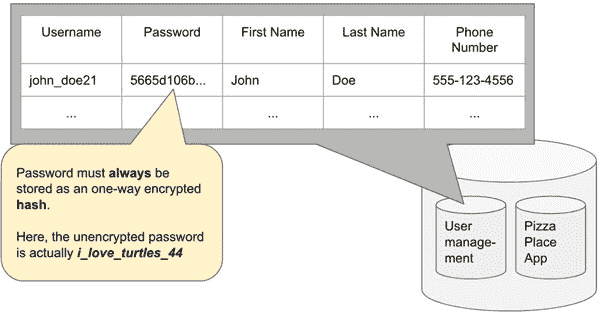 Username Password First Name Last Name Phone
Number
john_doe21 5665d106b... John Doe 555-123-4556
... ... ... ... ...
Password must always be
stored as an one-way encrypted
hash.
Here, the unencrypted password
is actually i_love_turtles_44
User
manage-
ment
Pizza
Place
App